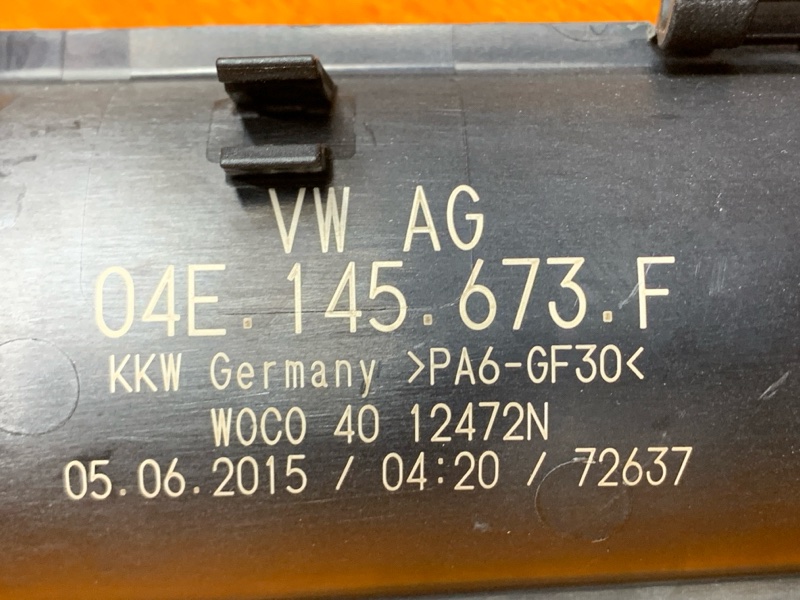 VW AG
04E.145.673.F
KKW Germany >PA6-GF30<
WOCO 40 12472N
05.06.2015 / 04:20 / 72637